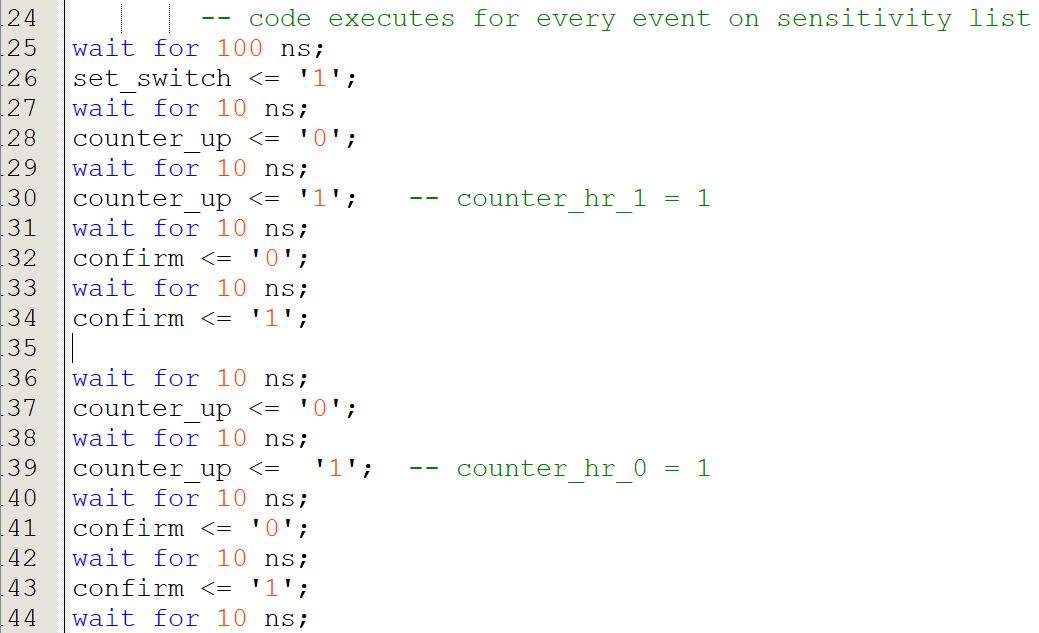 .24 -- code executes for every event on sensitivity list
.25 wait for 100 ns;
.26 set_switch <= '1';
.27 wait for 10 ns;
.28 counter_up <= '0';
.29 wait for 10 ns;
.30 counter_up <= '1'; -- counter_hr_1 = 1
.31 wait for 10 ns;
.32 confirm <= '0';
.33 wait for 10 ns;
.34 confirm <= '1';
.35
.36 wait for 10 ns;
.37 counter_up <= '0';
.38 wait for 10 ns;
.39 counter_up <= '1'; -- counter_hr_0 = 1
.40 wait for 10 ns;
.41 confirm <= '0';
.42 wait for 10 ns;
.43 confirm <= '1';
.44 wait for 10 ns;